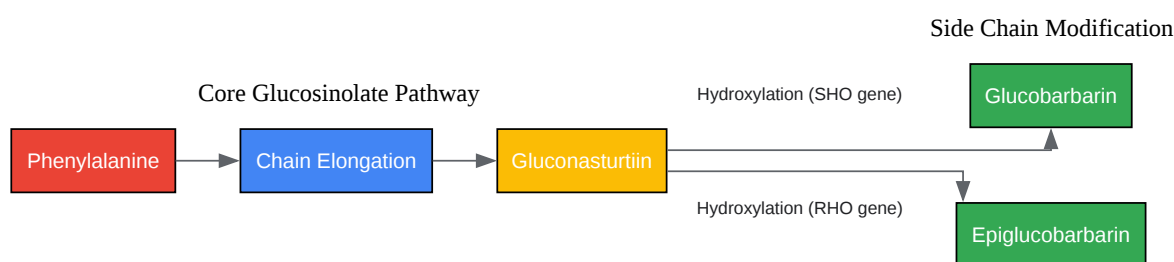 Side Chain Modification
Core Glucosinolate Pathway
Hydroxylation (SHO gene)
Glucobarbarin
Phenylalanine
Chain Elongation
Gluconasturtiin
Hydroxylation (RHO gene)
Epiglucobarbarin